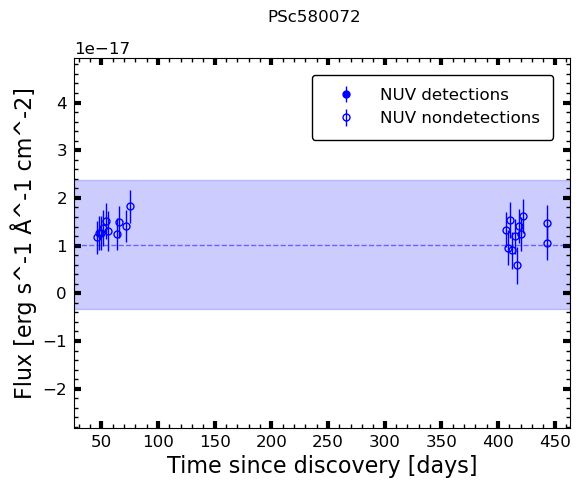 PSc580072
1e−17
NUV detections
NUV nondetections
4
3
2
1
0
−1
−2
Flux [erg s^-1 Å^-1 cm^-2]
50 100 150 200 250 300 350 400 450
Time since discovery [days]